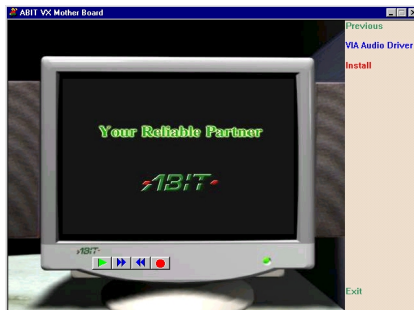 ABIT VX Mother Board
Previous
VIA Audio Driver
Install
Your Reliable Partner
ABIT
ABIT
Exit